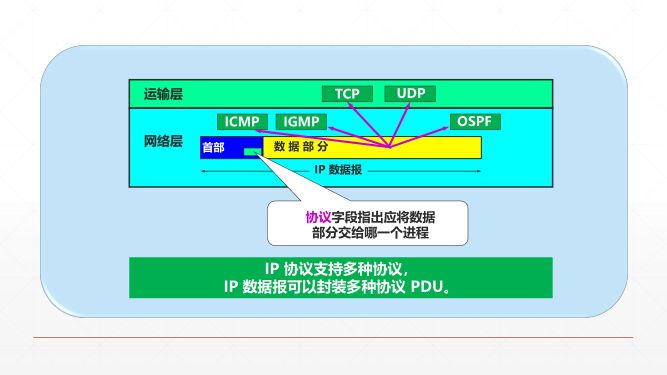 运输层
TCP
UDP
ICMP
IGMP
OSPF
网络层
首部
数 据 部 分
IP 数据报
协议字段指出应将数据
部分交给哪一个进程
IP 协议支持多种协议，
IP 数据报可以封装多种协议 PDU。